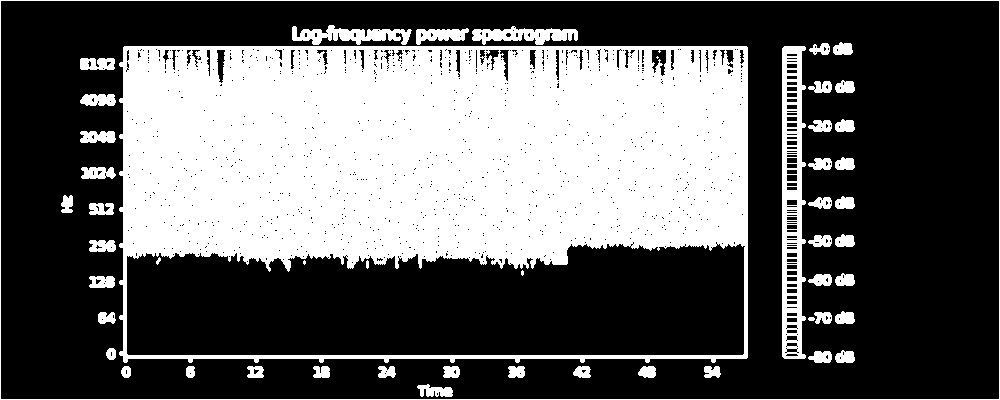 Log-frequency power spectrogram
8192
4096
2048
1024
512
256
128
64
0
Hz
0 6 12 18 24 30 36 42 48 54
Time
+0 dB
-10 dB
-20 dB
-30 dB
-40 dB
-50 dB
-60 dB
-70 dB
-80 dB